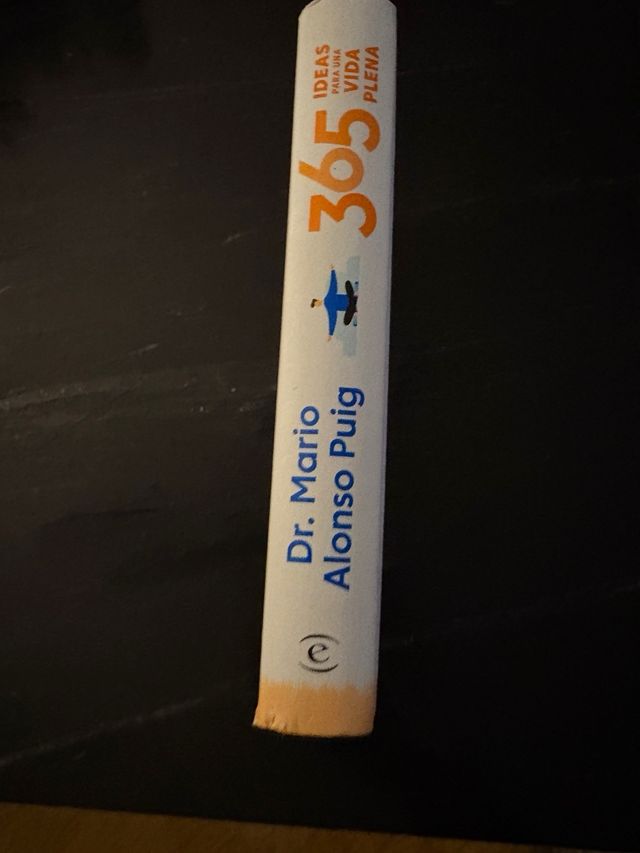 Dr. Mario
Alonso Puig
365
IDEAS
PARA UNA
VIDA
PLENA
(e)